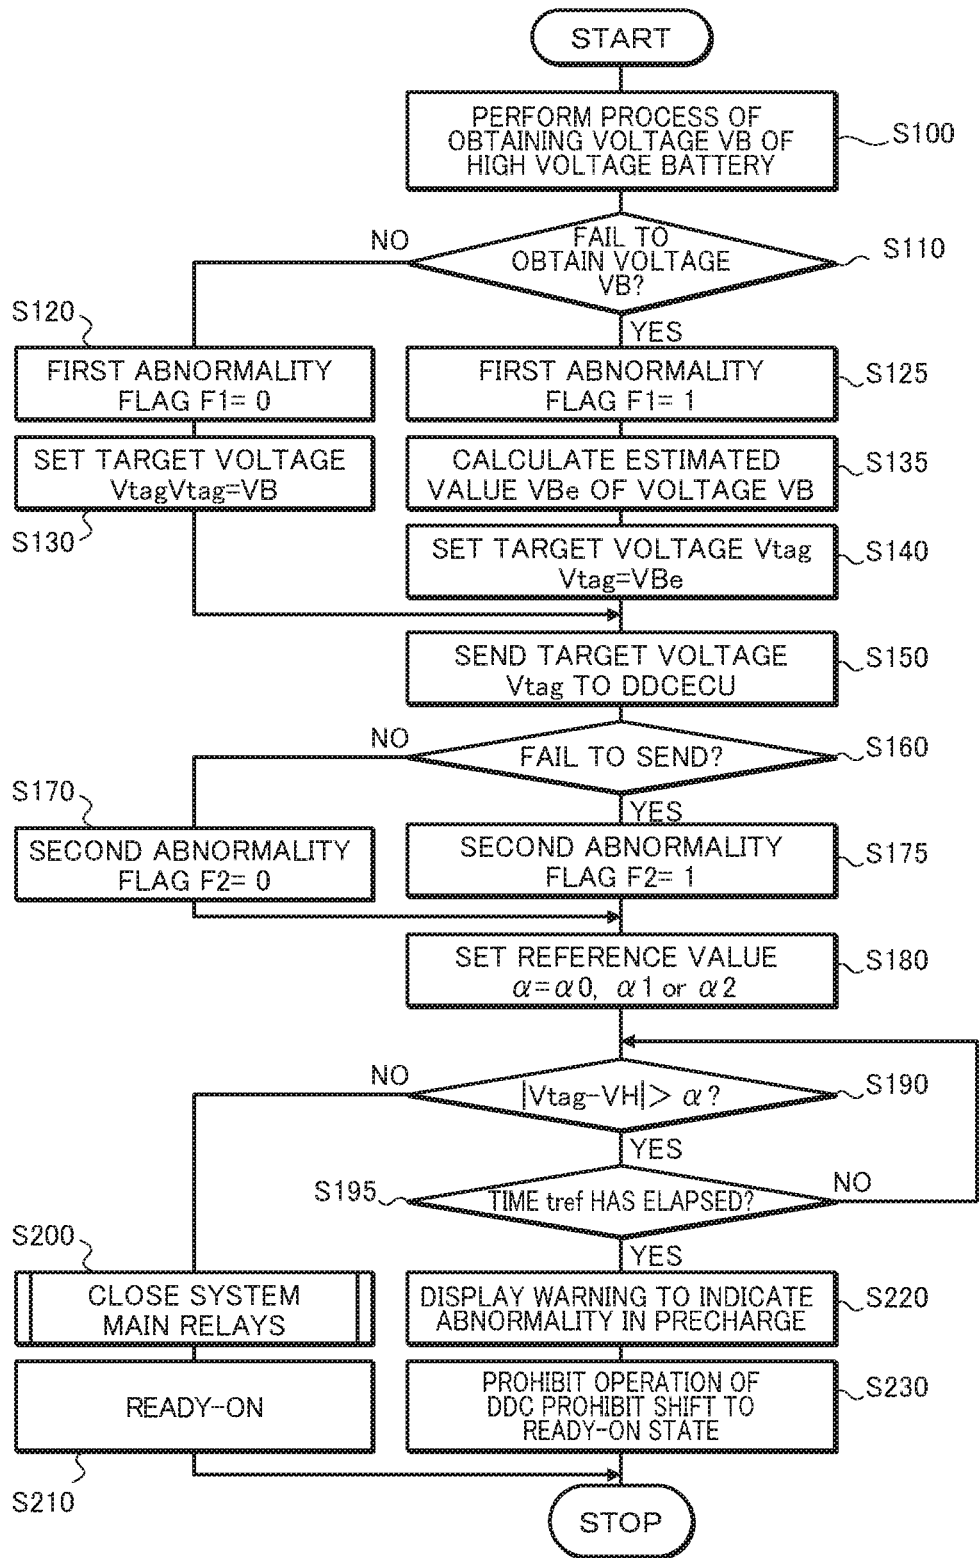 START
PERFORM PROCESS OF
OBTAINING VOLTAGE VB OF
HIGH VOLTAGE BATTERY
S100
NO
FAIL TO
OBTAIN VOLTAGE
VB?
S110
YES
S120
FIRST ABNORMALITY
FLAG F1= 0
FIRST ABNORMALITY
FLAG F1= 1
S125
SET TARGET VOLTAGE
VtagVtag=VB
S130
CALCULATE ESTIMATED
VALUE VBe OF VOLTAGE VB
S135
SET TARGET VOLTAGE Vtag
Vtag=VBe
S140
SEND TARGET VOLTAGE
Vtag TO DDCECU
S150
NO
FAIL TO SEND?
S160
YES
S170
SECOND ABNORMALITY
FLAG F2= 0
SECOND ABNORMALITY
FLAG F2= 1
S175
SET REFERENCE VALUE
α=α0, α1 or α2
S180
NO
|Vtag-VH|> α?
S190
YES
S195
TIME tref HAS ELAPSED?
NO
YES
S200
CLOSE SYSTEM
MAIN RELAYS
DISPLAY WARNING TO INDICATE
ABNORMALITY IN PRECHARGE
S220
READY-ON
S210
PROHIBIT OPERATION OF
DDC PROHIBIT SHIFT TO
READY-ON STATE
S230
STOP